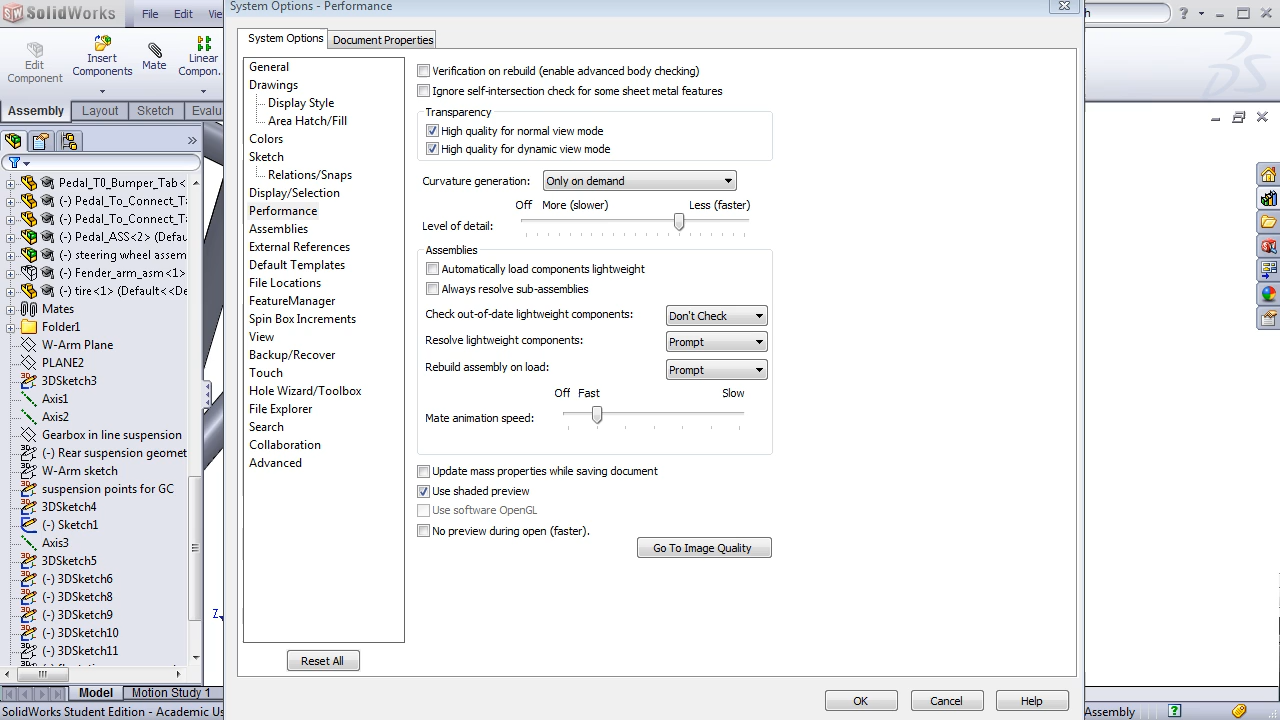 System Options - Performance
SolidWorks
File
Edit
Edit Component
Insert Components
Mate
Linear Compon...
Assembly
Layout
Sketch
Evalu
Pedal_T0_Bumper_Tab<
(-) Pedal_To_Connect_Ta
(-) Pedal_To_Connect_T
(-) Pedal_ASS<2> (Defau
(-) steering wheel assem
(-) Fender_arm_asm<1>
(-) tire<1> (Default<<De
Mates
Folder1
W-Arm Plane
PLANE2
3DSketch3
Axis1
Axis2
Gearbox in line suspension
(-) Rear suspension geomet
W-Arm sketch
suspension points for GC
3DSketch4
(-) Sketch1
Axis3
3DSketch5
(-) 3DSketch6
(-) 3DSketch8
(-) 3DSketch9
(-) 3DSketch10
(-) 3DSketch11
Model
Motion Study 1
SolidWorks Student Edition - Academic Us
Z
System Options
Document Properties
General
Drawings
Display Style
Area Hatch/Fill
Colors
Sketch
Relations/Snaps
Display/Selection
Performance
Assemblies
External References
Default Templates
File Locations
FeatureManager
Spin Box Increments
View
Backup/Recover
Touch
Hole Wizard/Toolbox
File Explorer
Search
Collaboration
Advanced
Reset All
Verification on rebuild (enable advanced body checking)
Ignore self-intersection check for some sheet metal features
Transparency
High quality for normal view mode
High quality for dynamic view mode
Curvature generation: Only on demand
Off More (slower) Less (faster)
Level of detail:
Assemblies
Automatically load components lightweight
Always resolve sub-assemblies
Check out-of-date lightweight components: Don't Check
Resolve lightweight components: Prompt
Rebuild assembly on load: Prompt
Off Fast Slow
Mate animation speed:
Update mass properties while saving document
Use shaded preview
Use software OpenGL
No preview during open (faster).
Go To Image Quality
OK
Cancel
Help
h
Assembly